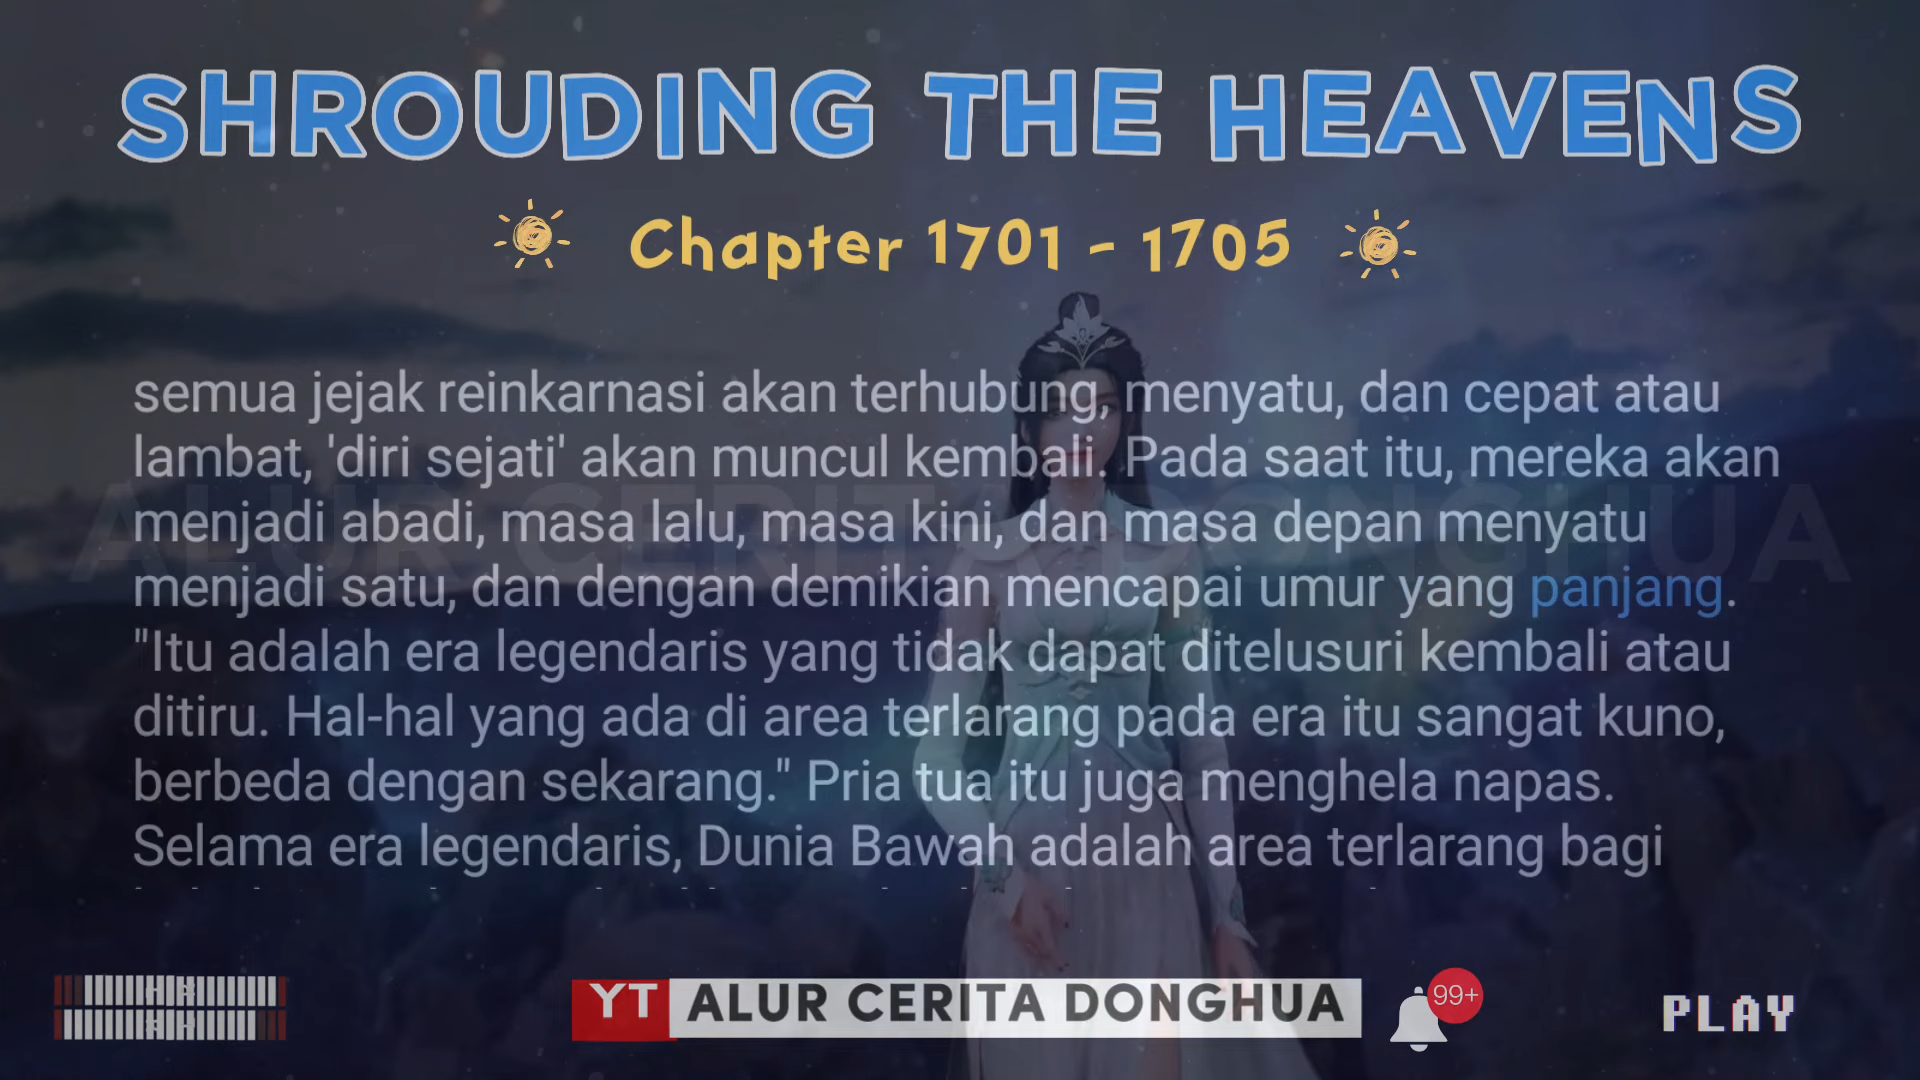 SHROUDING THE HEAVENS
Chapter 1701 - 1705
semua jejak reinkarnasi akan terhubung, menyatu, dan cepat atau
lambat, 'diri sejati' akan muncul kembali. Pada saat itu, mereka akan
menjadi abadi, masa lalu, masa kini, dan masa depan menyatu
menjadi satu, dan dengan demikian mencapai umur yang panjang.
"Itu adalah era legendaris yang tidak dapat ditelusuri kembali atau
ditiru. Hal-hal yang ada di area terlarang pada era itu sangat kuno,
berbeda dengan sekarang." Pria tua itu juga menghela napas.
Selama era legendaris, Dunia Bawah adalah area terlarang bagi
ALUR CERITA DONGHUA
YT ALUR CERITA DONGHUA
99+
PLAY